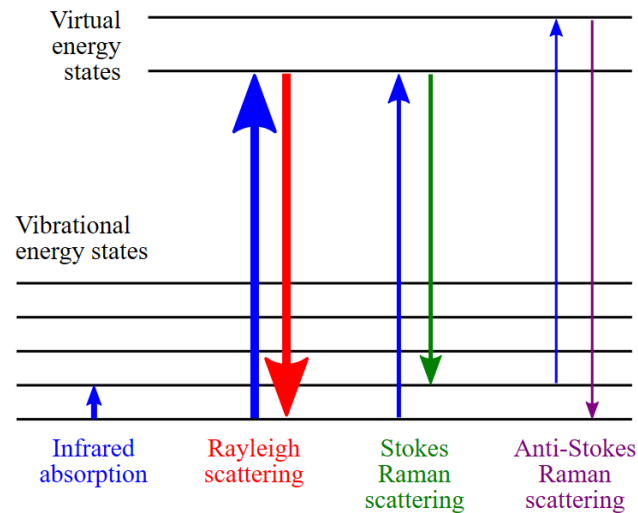 Virtual
energy
states
Vibrational
energy states
Infrared
absorption
Rayleigh
scattering
Stokes
Raman
scattering
Anti-Stokes
Raman
scattering